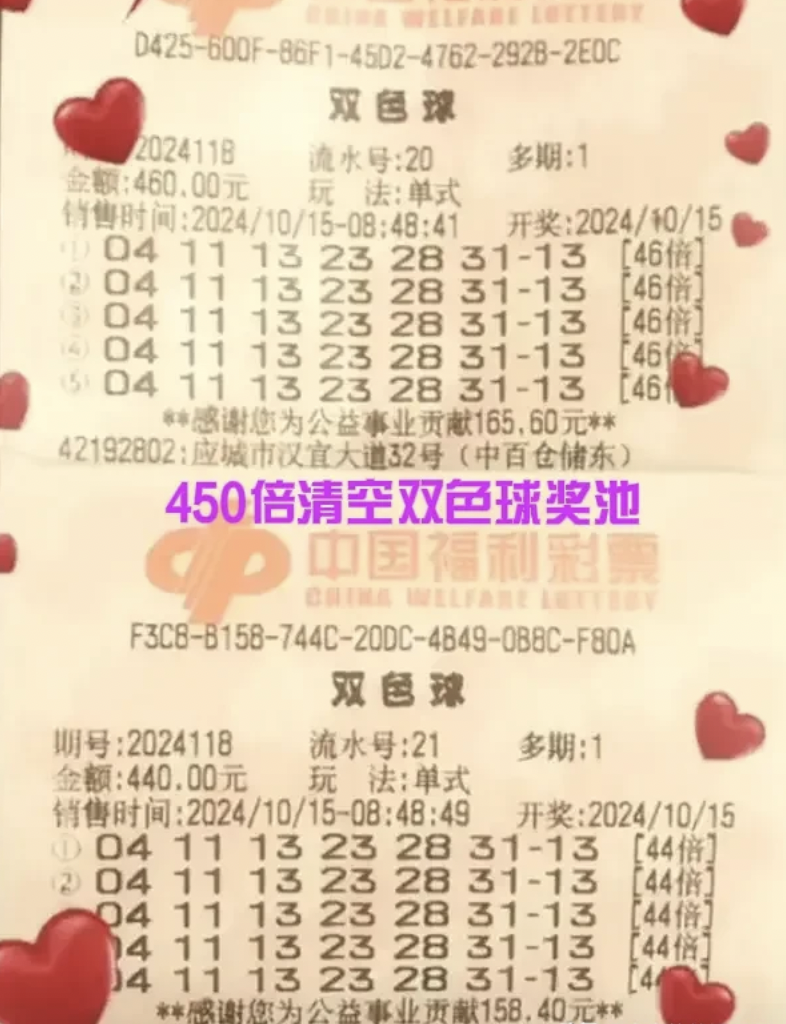 CHINA WELFARE LOTTERY
D425-600F-86F1-45D2-4762-292B-2E0C
双色球
2024118 流水号:20 多期:1
金额:460.00元 玩 法:单式
销售时间:2024/10/15-08:48:41 开奖:2024/10/15
① 04 11 13 23 28 31-13 [46倍]
② 04 11 13 23 28 31-13 [46倍]
③ 04 11 13 23 28 31-13 [46倍]
④ 04 11 13 23 28 31-13 [46倍]
⑤ 04 11 13 23 28 31-13 [46
**感谢您为公益事业贡献165.60元**
42192802:应城市汉宜大道32号（中百仓储东）
450倍清空双色球奖池
中国福利彩票
CHINA WELFARE LOTTERY
F3C8-B158-744C-20DC-4B49-0B8C-F80A
双色球
期号:2024118 流水号:21 多期:1
金额:440.00元 玩 法:单式
销售时间:2024/10/15-08:48:49 开奖:2024/10/15
① 04 11 13 23 28 31-13 [44倍]
② 04 11 13 23 28 31-13 [44倍]
04 11 13 23 28 31-13 [44倍]
04 11 13 23 28 31-13 [44倍]
04 11 13 23 28 31-13 [44
**感谢您为公益事业贡献158.40元**